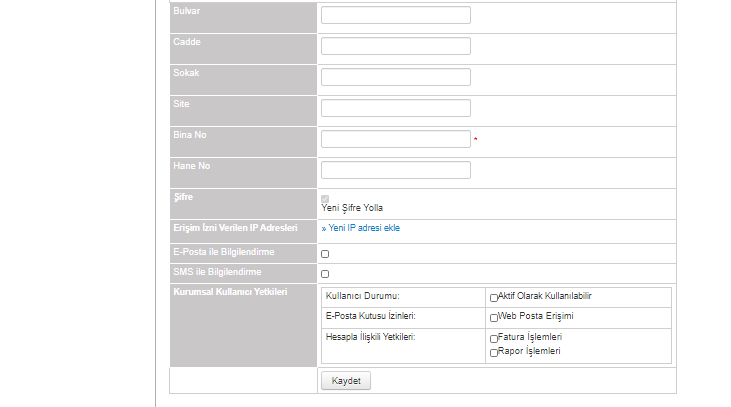 Bulvar
Cadde
Sokak
Site
Bina No *
Hane No
Şifre
Yeni Şifre Yolla
Erişim İzni Verilen IP Adresleri » Yeni IP adresi ekle
E-Posta ile Bilgilendirme
SMS ile Bilgilendirme
Kurumsal Kullanıcı Yetkileri
Kullanıcı Durumu: Aktif Olarak Kullanılabilir
E-Posta Kutusu İzinleri: Web Posta Erişimi
Hesapla İlişkili Yetkileri: Fatura İşlemleri
Rapor İşlemleri
Kaydet